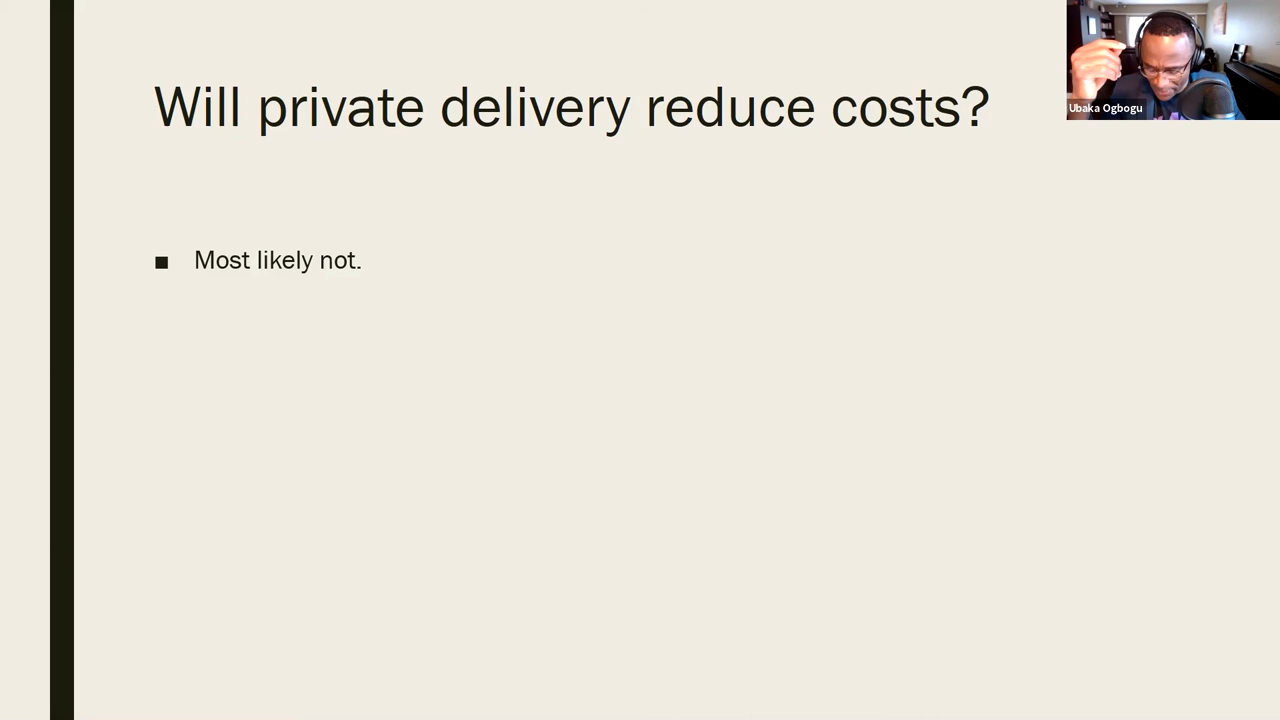 Will private delivery reduce costs?
Ubaka Ogbogu
■ Most likely not.